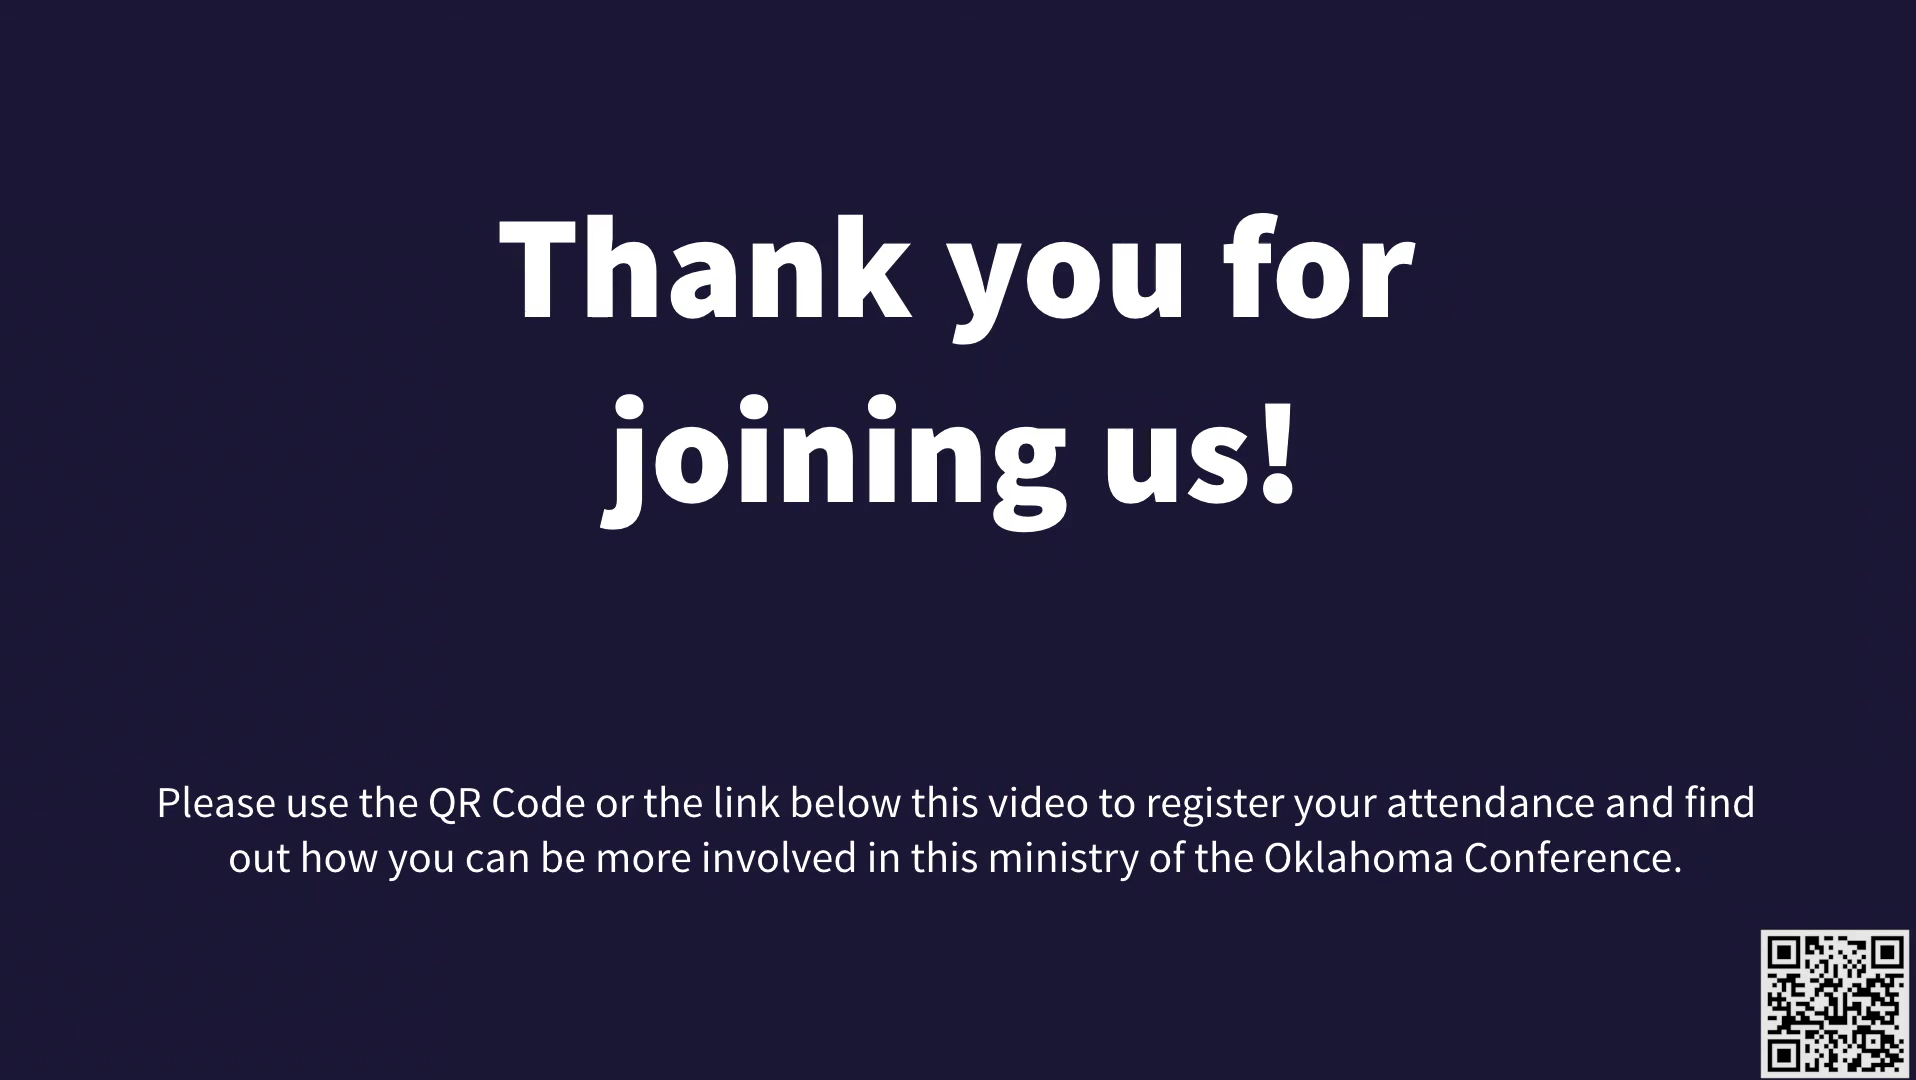 Thank you for
joining us!
Please use the QR Code or the link below this video to register your attendance and find
out how you can be more involved in this ministry of the Oklahoma Conference.